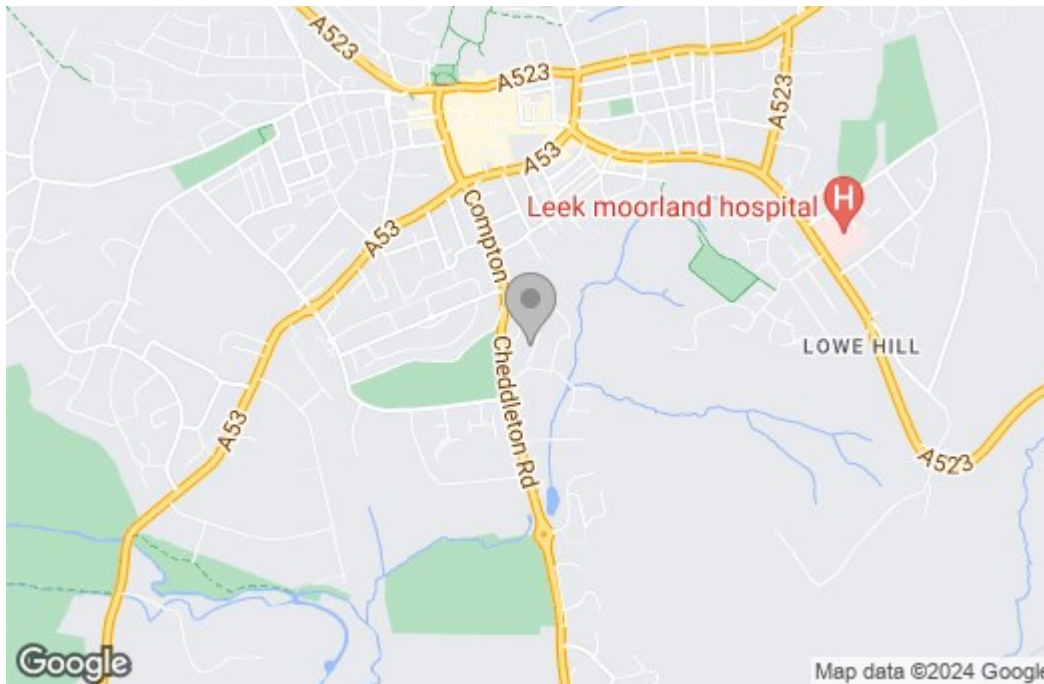 A523
A523
A523
A53
Compton
H
Leek moorland hospital
A53
Cheddleton Rd
LOWE HILL
A53
A523
Google
Map data ©2024 Google